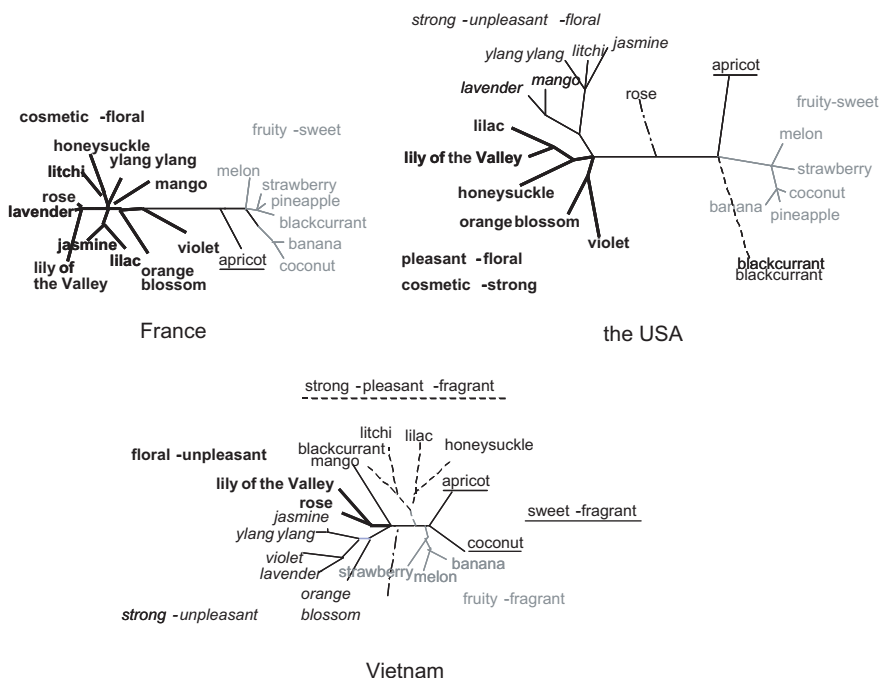 cosmetic -floral
fruity -sweet
honeysuckle
litchi
ylang ylang
melon
mango
strawberry
rose
pineapple
lavender
blackcurrant
jasmine
violet
banana
lilac
apricot
lily of
the Valley
orange
blossom
coconut
France
strong -unpleasant -floral
ylang ylang
litchi
jasmine
lavender
mango
rose
apricot
fruity-sweet
lilac
melon
lily of the Valley
strawberry
honeysuckle
coconut
banana
pineapple
orange blossom
violet
pleasant -floral
blackcurrant
blackcurrant
cosmetic -strong
the USA
strong -pleasant -fragrant
litchi
lilac
honeysuckle
floral -unpleasant
blackcurrant
mango
lily of the Valley
apricot
rose
jasmine
sweet -fragrant
ylang ylang
coconut
violet
banana
lavender
strawberry
melon
orange
blossom
fruity -fragrant
strong -unpleasant
Vietnam